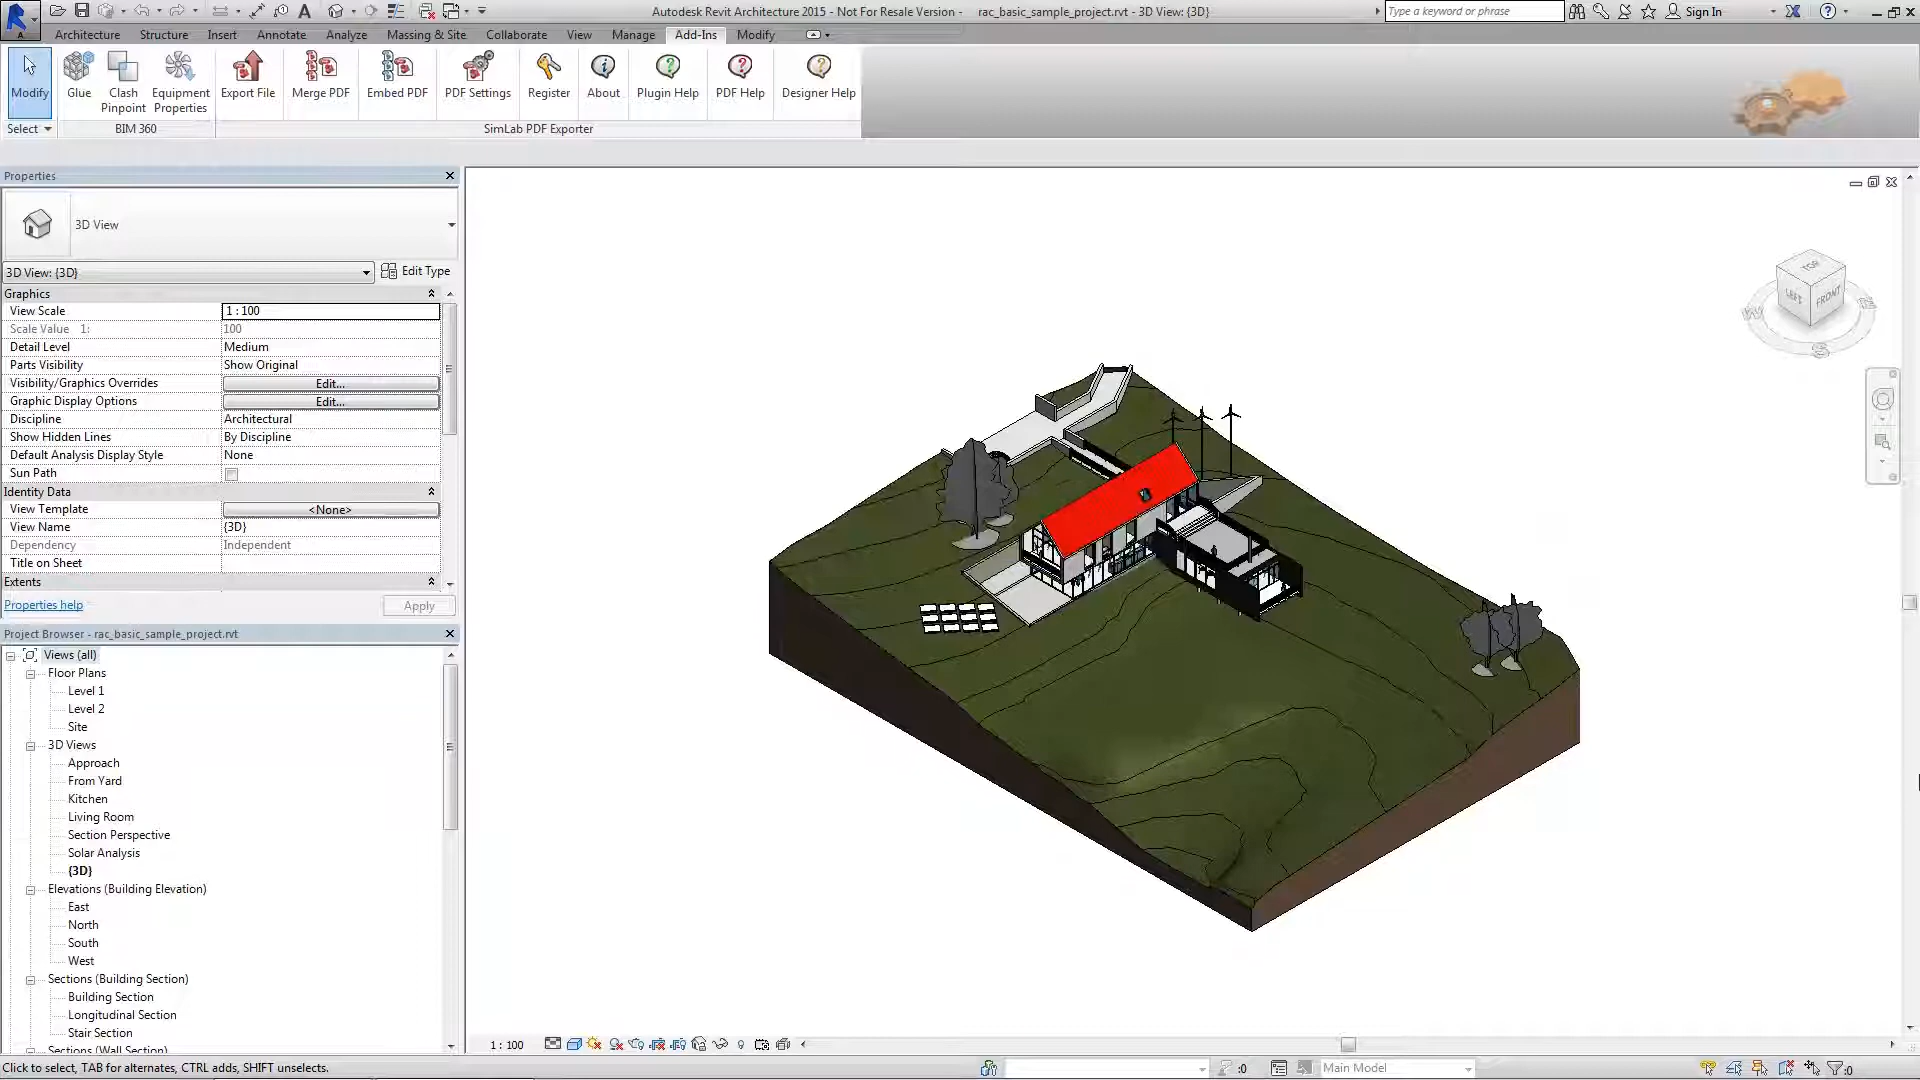 Autodesk Revit Architecture 2015 - Not For Resale Version - rac_basic_sample_project.rvt - 3D View: {3D}
Type a keyword or phrase
Sign In
Architecture Structure Insert Annotate Analyze Massing & Site Collaborate View Manage Add-Ins Modify
Modify Glue Clash Pinpoint Equipment Properties Export File Merge PDF Embed PDF PDF Settings Register About Plugin Help PDF Help Designer Help
Select BIM 360 SimLab PDF Exporter
Properties
3D View
3D View: {3D} Edit Type
Graphics
View Scale 1 : 100
Scale Value 1: 100
Detail Level Medium
Parts Visibility Show Original
Visibility/Graphics Overrides Edit...
Graphic Display Options Edit...
Discipline Architectural
Show Hidden Lines By Discipline
Default Analysis Display Style None
Sun Path
Identity Data
View Template <None>
View Name {3D}
Dependency Independent
Title on Sheet
Extents
Properties help Apply
Project Browser - rac_basic_sample_project.rvt
Views (all)
Floor Plans
Level 1
Level 2
Site
3D Views
Approach
From Yard
Kitchen
Living Room
Section Perspective
Solar Analysis
{3D}
Elevations (Building Elevation)
East
North
South
West
Sections (Building Section)
Building Section
Longitudinal Section
Stair Section
Sections (Wall Section)
TOP
LEFT FRONT
W E
S
1 : 100
Click to select, TAB for alternates, CTRL adds, SHIFT unselects. :0 Main Model :0